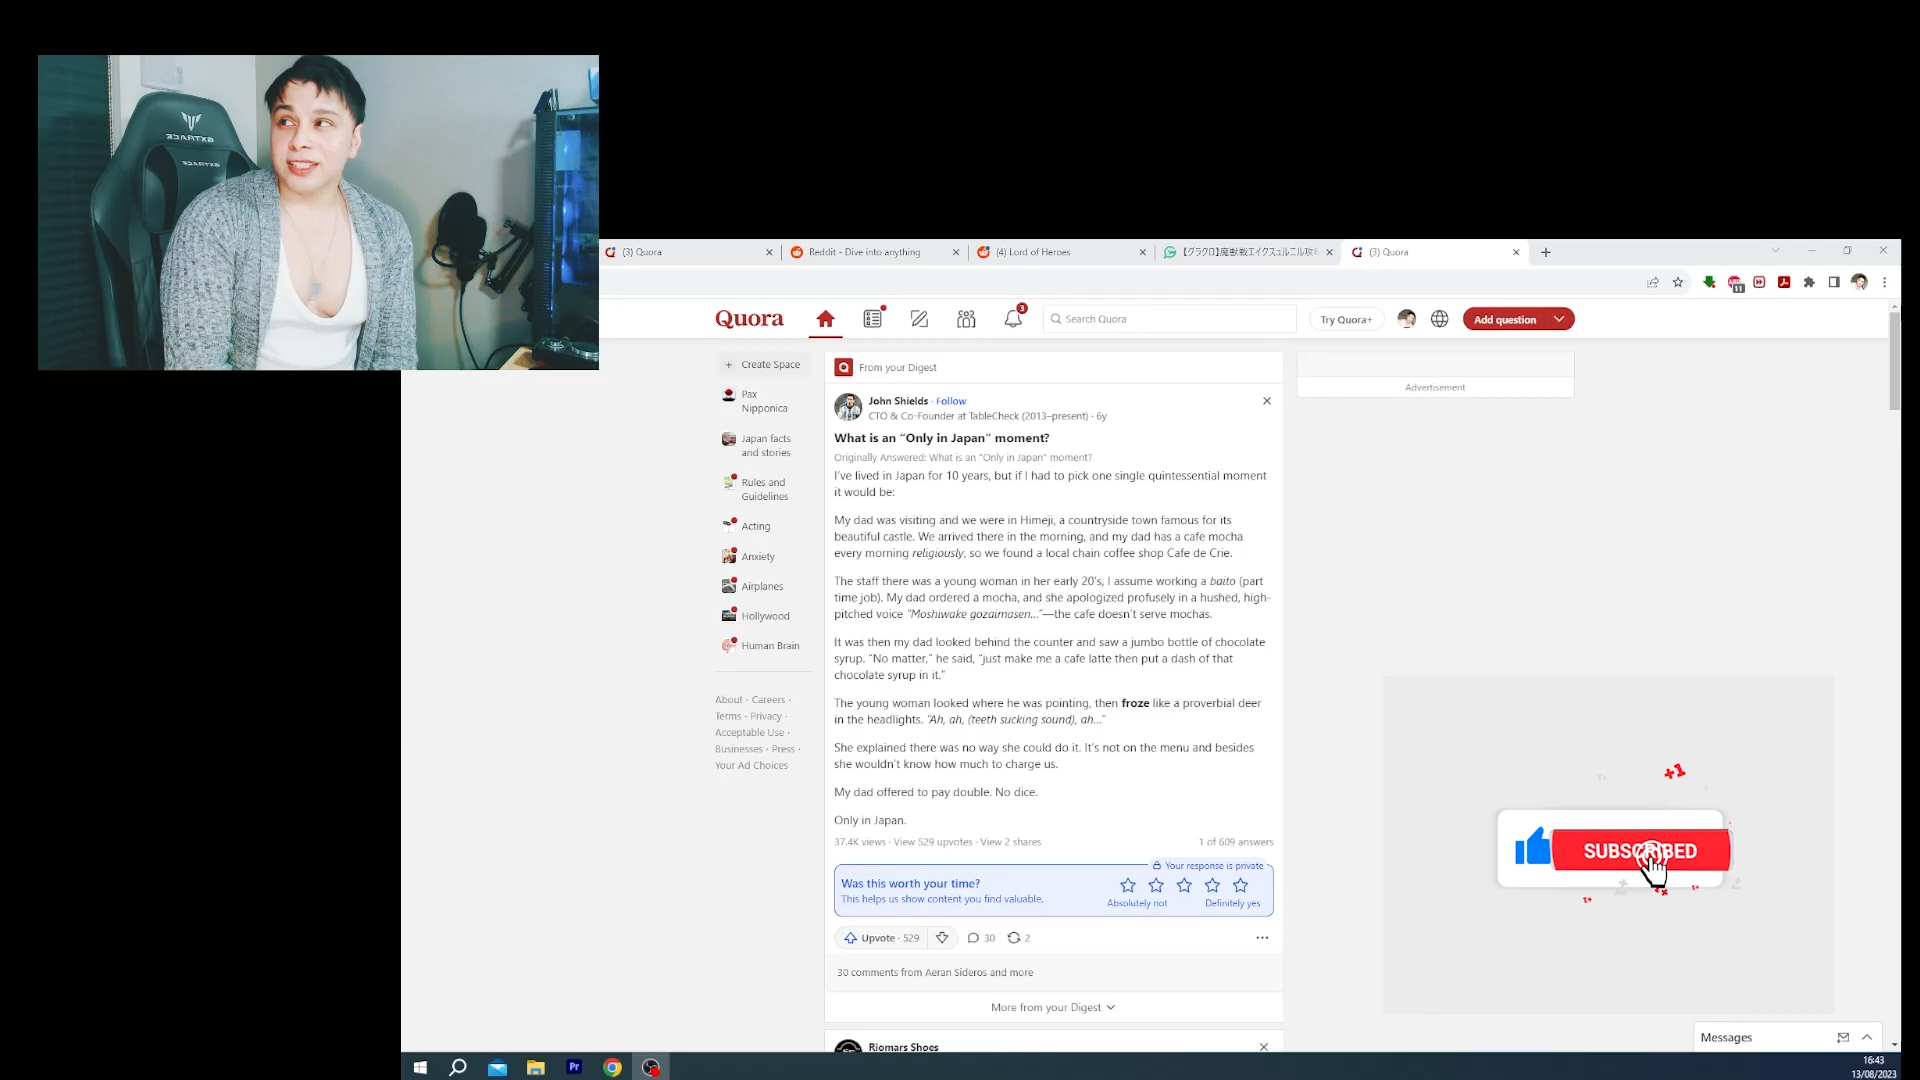 EXTRACE
EXTRACE
(3) Quora
Reddit - Dive into anything
(4) Lord of Heroes
(3) Quora
11
Quora
3
Search Quora
Try Quora+
Add question
Create Space
Pax
Nipponica
Japan facts
and stories
Rules and
Guidelines
Acting
Anxiety
Airplanes
Hollywood
Human Brain
About · Careers ·
Terms · Privacy ·
Acceptable Use ·
Businesses · Press ·
Your Ad Choices
From your Digest
John Shields · Follow
CTO & Co-Founder at TableCheck (2013–present) · 6y
What is an “Only in Japan” moment?
Originally Answered: What is an "Only in Japan" moment?
I’ve lived in Japan for 10 years, but if I had to pick one single quintessential moment
it would be:
My dad was visiting and we were in Himeji, a countryside town famous for its
beautiful castle. We arrived there in the morning, and my dad has a cafe mocha
every morning religiously, so we found a local chain coffee shop Cafe de Crie.
The staff there was a young woman in her early 20’s, I assume working a baito (part
time job). My dad ordered a mocha, and she apologized profusely in a hushed, high-
pitched voice “Moshiwake gozaimasen…”—the cafe doesn’t serve mochas.
It was then my dad looked behind the counter and saw a jumbo bottle of chocolate
syrup. “No matter,” he said, “just make me a cafe latte then put a dash of that
chocolate syrup in it.”
The young woman looked where he was pointing, then froze like a proverbial deer
in the headlights. “Ah, ah, (teeth sucking sound), ah…”
She explained there was no way she could do it. It’s not on the menu and besides
she wouldn’t know how much to charge us.
My dad offered to pay double. No dice.
Only in Japan.
37.4K views · View 529 upvotes · View 2 shares
1 of 609 answers
Your response is private
Was this worth your time?
This helps us show content you find valuable.
Absolutely not
Definitely yes
Upvote · 529
30
2
30 comments from Aeran Sideros and more
More from your Digest
Riomars Shoes
Advertisement
+1
SUBSCRIBED
Messages
Pr
16:43
13/08/2023